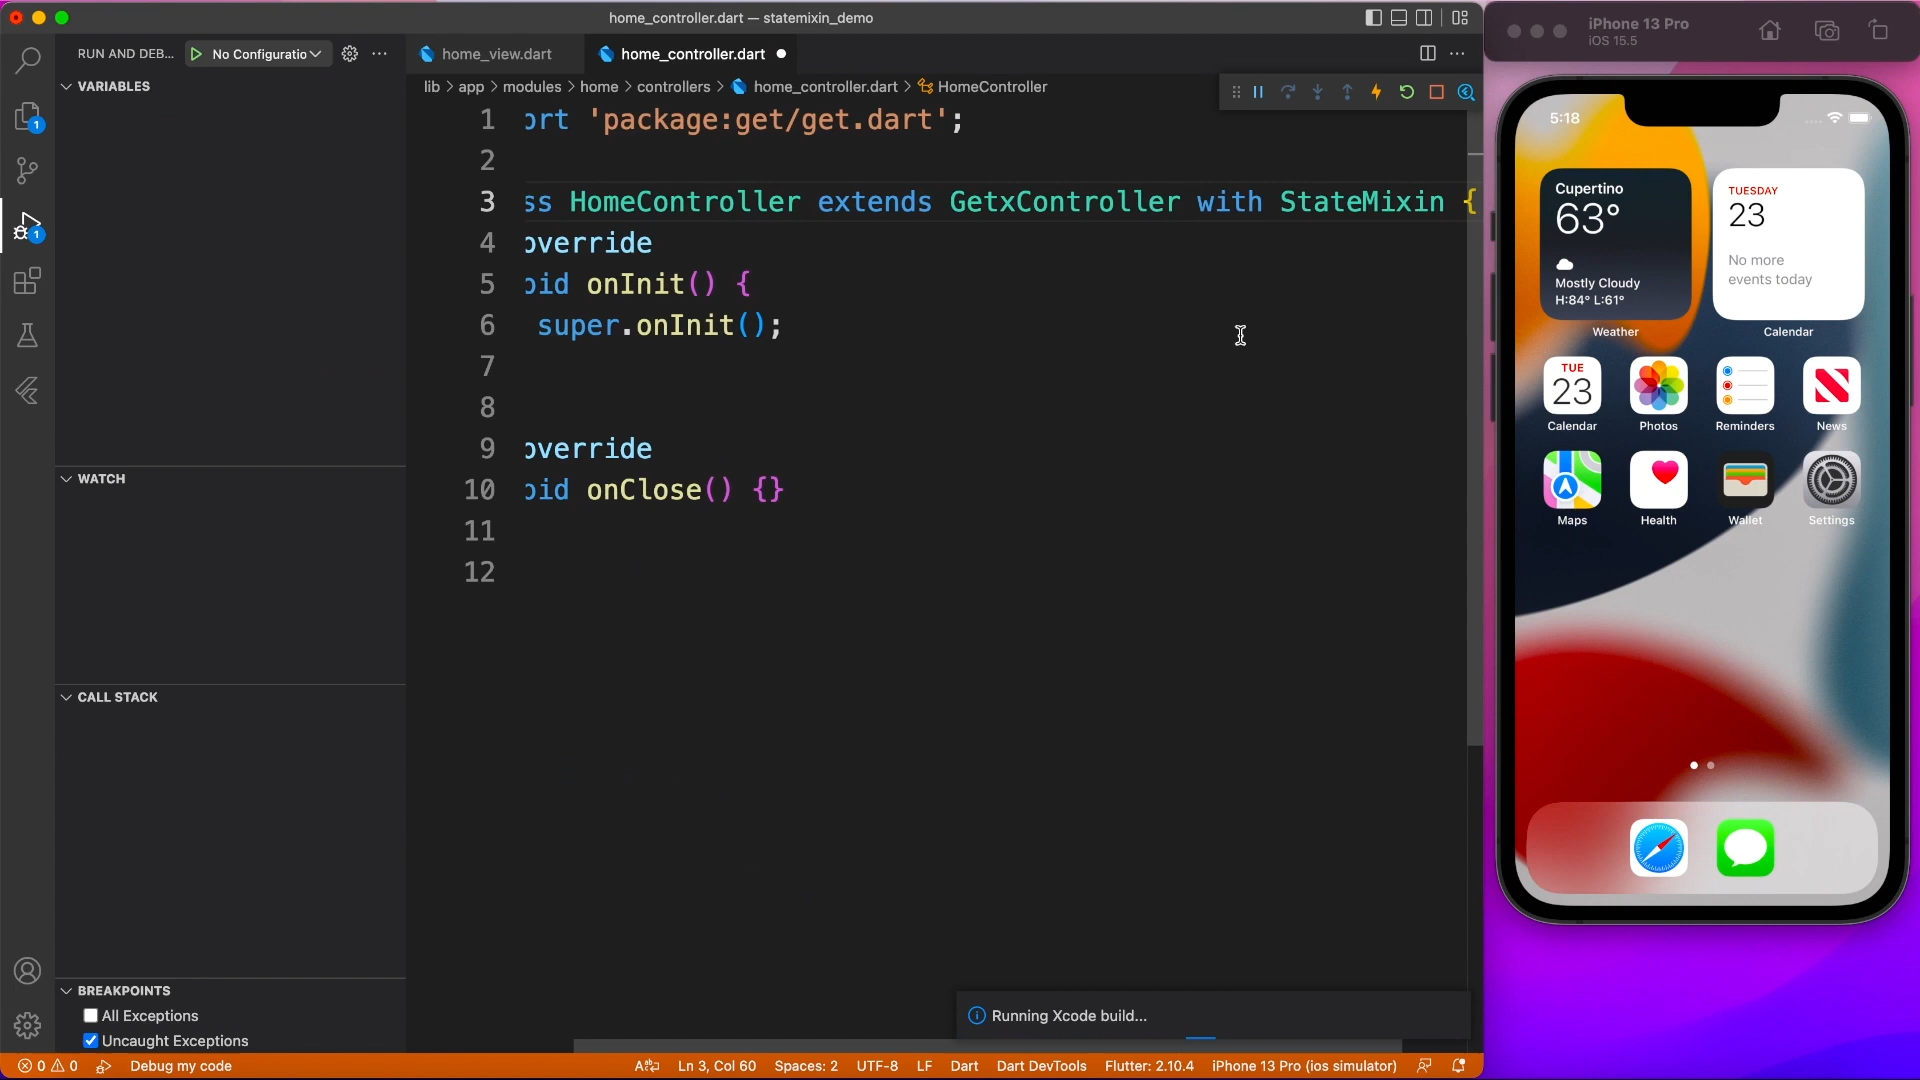 home_controller.dart — statemixin_demo
RUN AND DEB...
No Configuratio
home_view.dart
home_controller.dart
VARIABLES
lib > app > modules > home > controllers > home_controller.dart > HomeController
1 ort 'package:get/get.dart';
2
3 ss HomeController extends GetxController with StateMixin {
4 override
5 oid onInit() {
6 super.onInit();
7
8
9 override
10 oid onClose() {}
11
12
WATCH
CALL STACK
BREAKPOINTS
All Exceptions
Uncaught Exceptions
Running Xcode build...
0 0
Debug my code
Ln 3, Col 60
Spaces: 2
UTF-8
LF
Dart
Dart DevTools
Flutter: 2.10.4
iPhone 13 Pro (ios simulator)
1
1
iPhone 13 Pro
iOS 15.5
5:18
Cupertino
63°
Mostly Cloudy
H:84° L:61°
Weather
TUESDAY
23
No more
events today
Calendar
TUE
23
Calendar
Photos
Reminders
News
Maps
Health
Wallet
Settings